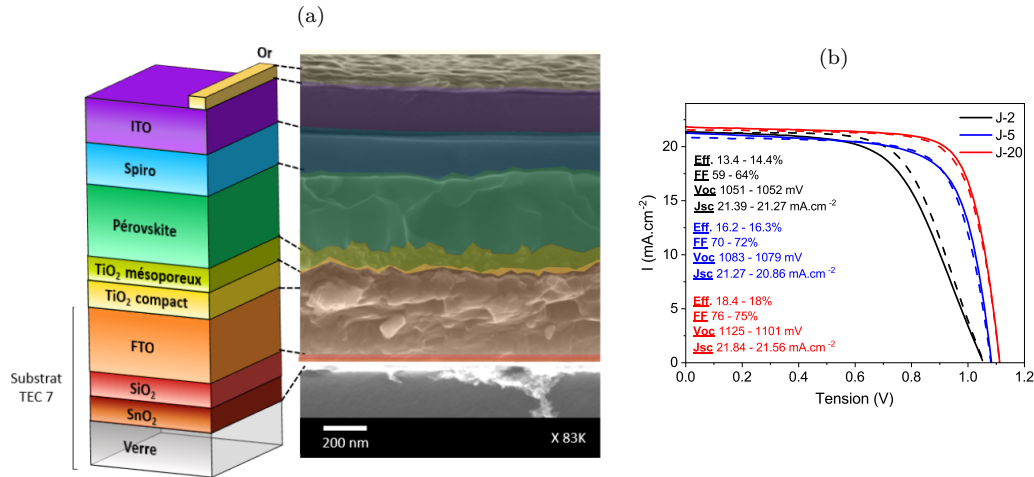 (a)
Or
ITO
Spiro
Pérovskite
TiO2 mésoporeux
TiO2 compact
FTO
SiO2
SnO2
Verre
Substrat
TEC 7
200 nm
X 83K
(b)
J-2
J-5
J-20
Eff. 13.4 - 14.4%
FF 59 - 64%
Voc 1051 - 1052 mV
Jsc 21.39 - 21.27 mA.cm-2
Eff. 16.2 - 16.3%
FF 70 - 72%
Voc 1083 - 1079 mV
Jsc 21.27 - 20.86 mA.cm-2
Eff. 18.4 - 18%
FF 76 - 75%
Voc 1125 - 1101 mV
Jsc 21.84 - 21.56 mA.cm-2
I (mA.cm-2)
20
15
10
5
0
0.0 0.2 0.4 0.6 0.8 1.0 1.2
Tension (V)